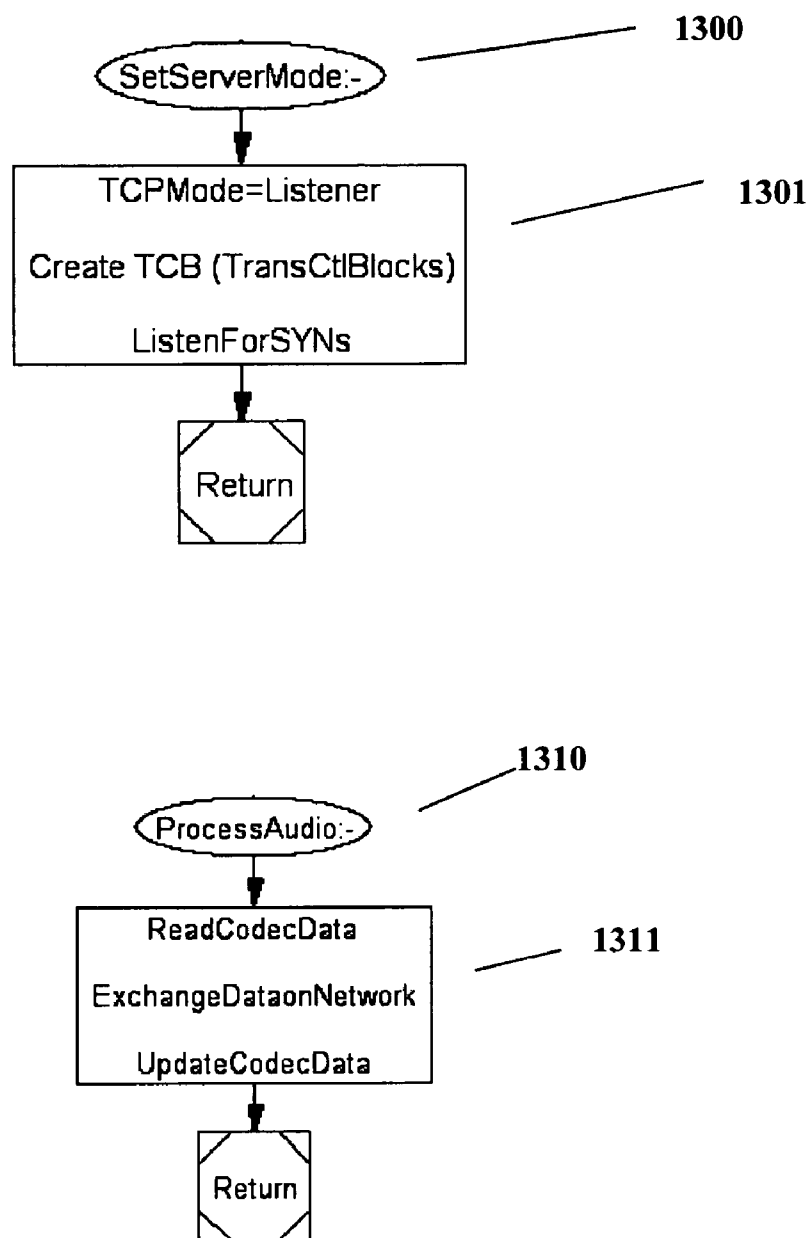 1300
SetServerMode:-
TCPMode=Listener
1301
Create TCB (TransCtlBlocks)
ListenForSYNs
Return
1310
ProcessAudio:-
ReadCodecData
1311
ExchangeDataonNetwork
UpdateCodecData
Return